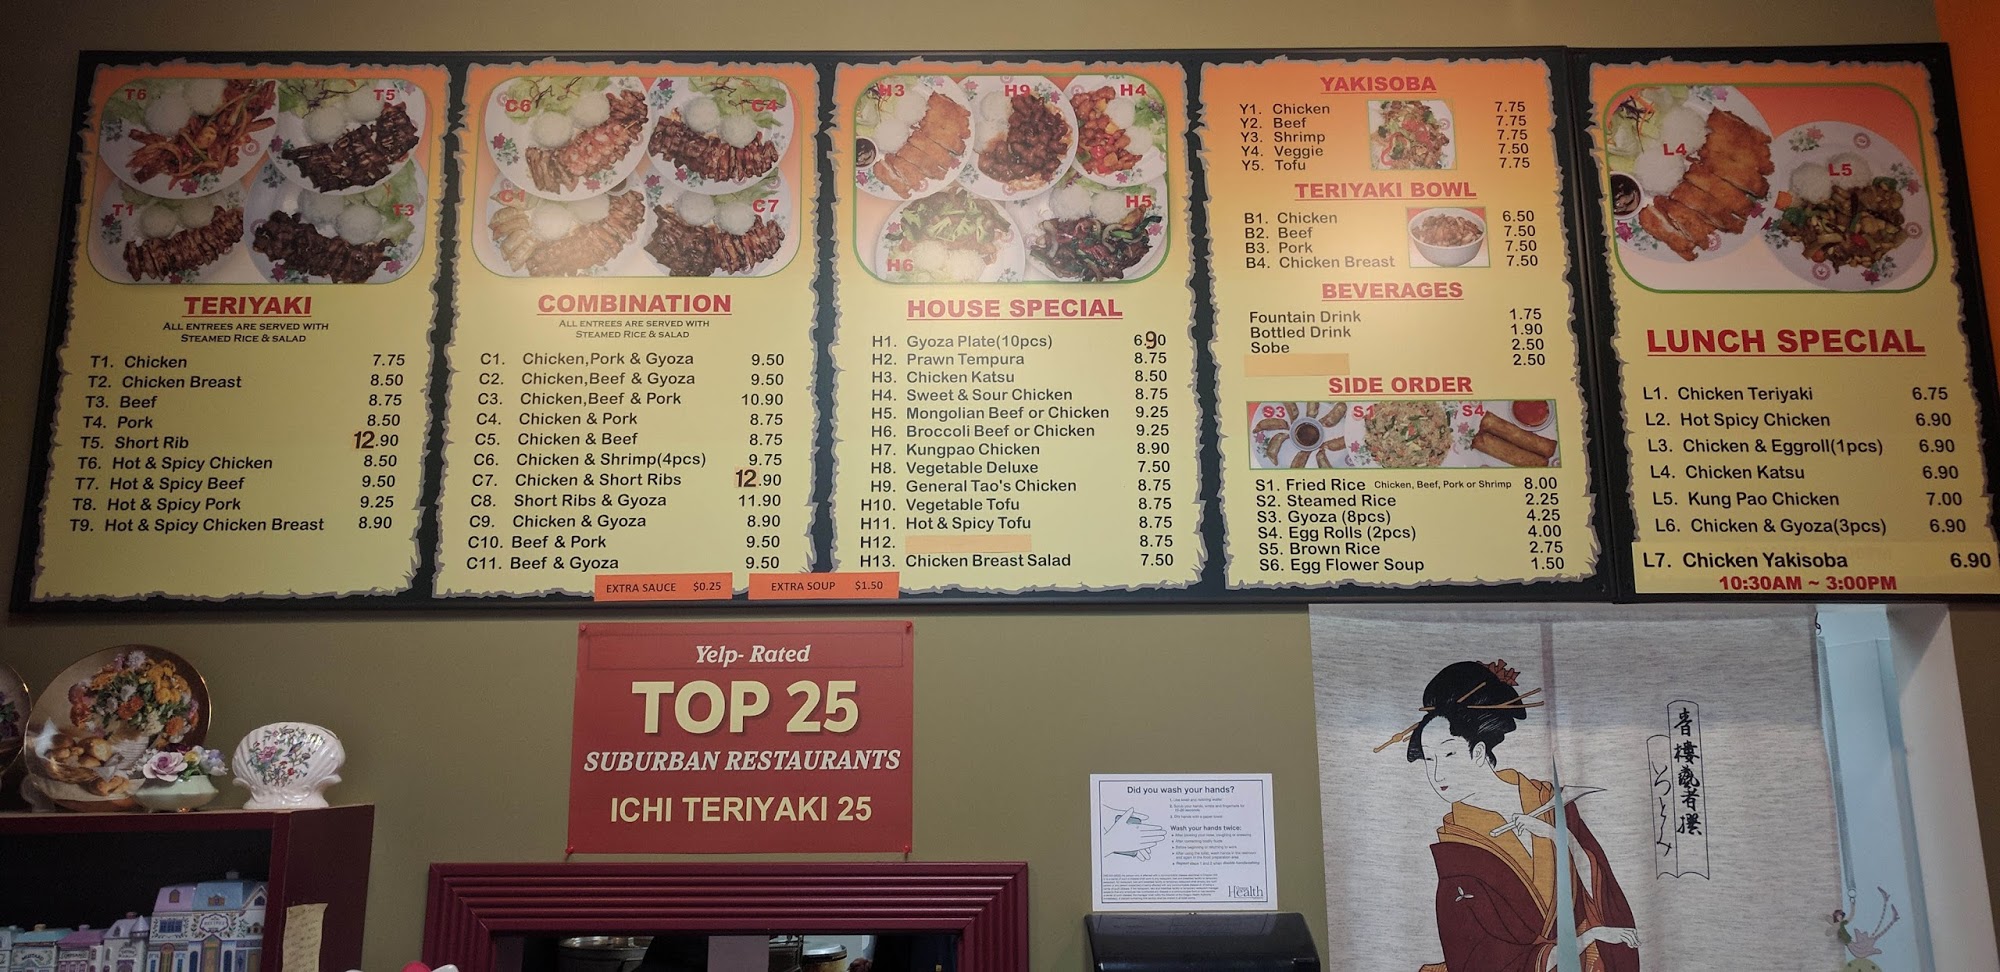 T6
T5
T1
T3
TERIYAKI
ALL ENTREES ARE SERVED WITH
STEAMED RICE & SALAD
T1. Chicken 7.75
T2. Chicken Breast 8.50
T3. Beef 8.75
T4. Pork 8.50
T5. Short Rib 12.90
T6. Hot & Spicy Chicken 8.50
T7. Hot & Spicy Beef 9.50
T8. Hot & Spicy Pork 9.25
T9. Hot & Spicy Chicken Breast 8.90
C6
C4
C1
C7
COMBINATION
ALL ENTREES ARE SERVED WITH
STEAMED RICE & SALAD
C1. Chicken,Pork & Gyoza 9.50
C2. Chicken,Beef & Gyoza 9.50
C3. Chicken,Beef & Pork 10.90
C4. Chicken & Pork 8.75
C5. Chicken & Beef 8.75
C6. Chicken & Shrimp(4pcs) 9.75
C7. Chicken & Short Ribs 12.90
C8. Short Ribs & Gyoza 11.90
C9. Chicken & Gyoza 8.90
C10. Beef & Pork 9.50
C11. Beef & Gyoza 9.50
EXTRA SAUCE $0.25
EXTRA SOUP $1.50
H3
H9
H4
H6
H5
HOUSE SPECIAL
H1. Gyoza Plate(10pcs) 6.90
H2. Prawn Tempura 8.75
H3. Chicken Katsu 8.50
H4. Sweet & Sour Chicken 8.75
H5. Mongolian Beef or Chicken 9.25
H6. Broccoli Beef or Chicken 9.25
H7. Kungpao Chicken 8.90
H8. Vegetable Deluxe 7.50
H9. General Tao's Chicken 8.75
H10. Vegetable Tofu 8.75
H11. Hot & Spicy Tofu 8.75
H12. 8.75
H13. Chicken Breast Salad 7.50
YAKISOBA
Y1. Chicken 7.75
Y2. Beef 7.75
Y3. Shrimp 7.75
Y4. Veggie 7.50
Y5. Tofu 7.75
TERIYAKI BOWL
B1. Chicken 6.50
B2. Beef 7.50
B3. Pork 7.50
B4. Chicken Breast 7.50
BEVERAGES
Fountain Drink 1.75
Bottled Drink 1.90
Sobe 2.50
2.50
SIDE ORDER
S3
S1
S4
S1. Fried Rice Chicken, Beef, Pork or Shrimp 8.00
S2. Steamed Rice 2.25
S3. Gyoza (8pcs) 4.25
S4. Egg Rolls (2pcs) 4.00
S5. Brown Rice 2.75
S6. Egg Flower Soup 1.50
L4
L5
LUNCH SPECIAL
L1. Chicken Teriyaki 6.75
L2. Hot Spicy Chicken 6.90
L3. Chicken & Eggroll(1pcs) 6.90
L4. Chicken Katsu 6.90
L5. Kung Pao Chicken 7.00
L6. Chicken & Gyoza(3pcs) 6.90
L7. Chicken Yakisoba 6.90
10:30AM ~ 3:00PM
Yelp- Rated
TOP 25
SUBURBAN RESTAURANTS
ICHI TERIYAKI 25
Did you wash your hands?
Wash your hands twice:
Health